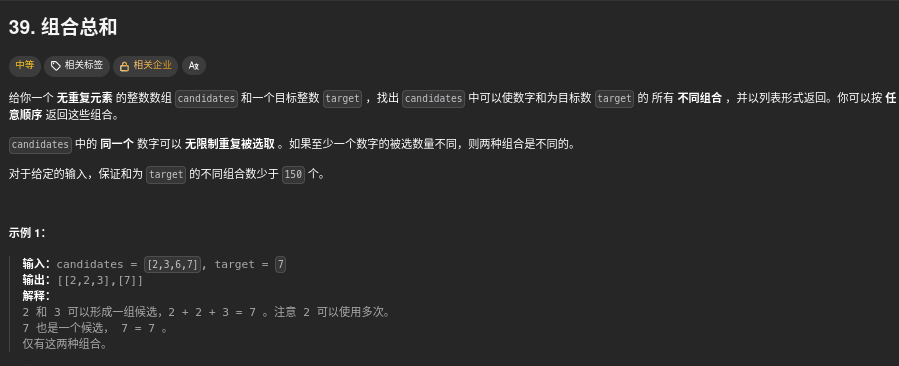 39. 组合总和
中等 相关标签 相关企业 Aあ
给你一个 无重复元素 的整数数组 candidates 和一个目标整数 target ，找出 candidates 中可以使数字和为目标数 target 的 所有 不同组合 ，并以列表形式返回。你可以按 任
意顺序 返回这些组合。
candidates 中的 同一个 数字可以 无限制重复被选取 。如果至少一个数字的被选数量不同，则两种组合是不同的。
对于给定的输入，保证和为 target 的不同组合数少于 150 个。
示例 1：
输入：candidates = [2,3,6,7], target = 7
输出：[[2,2,3],[7]]
解释：
2 和 3 可以形成一组候选，2 + 2 + 3 = 7 。注意 2 可以使用多次。
7 也是一个候选， 7 = 7 。
仅有这两种组合。